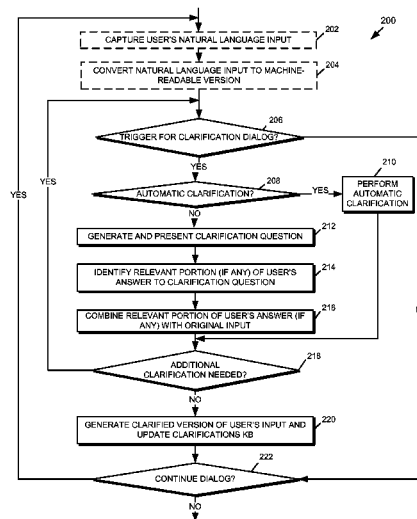 200
CAPTURE USER'S NATURAL LANGUAGE INPUT
202
CONVERT NATURAL LANGUAGE INPUT TO MACHINE-
READABLE VERSION
204
TRIGGER FOR CLARIFICATION DIALOG?
206
YES
YES
YES
AUTOMATIC CLARIFICATION?
208
YES
210
PERFORM
AUTOMATIC
CLARIFICATION
NO
GENERATE AND PRESENT CLARIFICATION QUESTION
212
IDENTIFY RELEVANT PORTION (IF ANY) OF USER'S
ANSWER TO CLARIFICATION QUESTION
214
COMBINE RELEVANT PORTION OF USER'S ANSWER (IF
ANY) WITH ORIGINAL INPUT
216
ADDITIONAL
CLARIFICATION NEEDED?
218
NO
GENERATE CLARIFIED VERSION OF USER'S INPUT AND
UPDATE CLARIFICATIONS KB
220
CONTINUE DIALOG?
222
NO